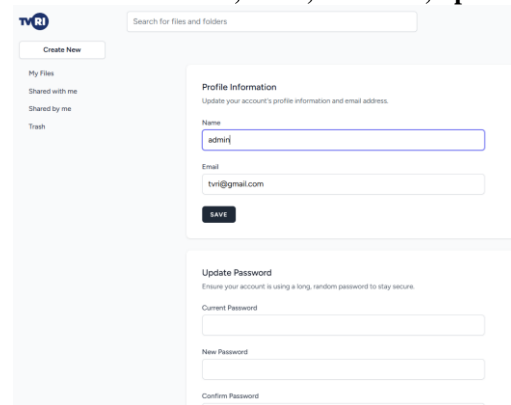 TVRI
Search for files and folders
Create New
My Files
Shared with me
Shared by me
Trash
Profile Information
Update your account's profile information and email address.
Name
admin
Email
tvri@gmail.com
SAVE
Update Password
Ensure your account is using a long, random password to stay secure.
Current Password
New Password
Confirm Password